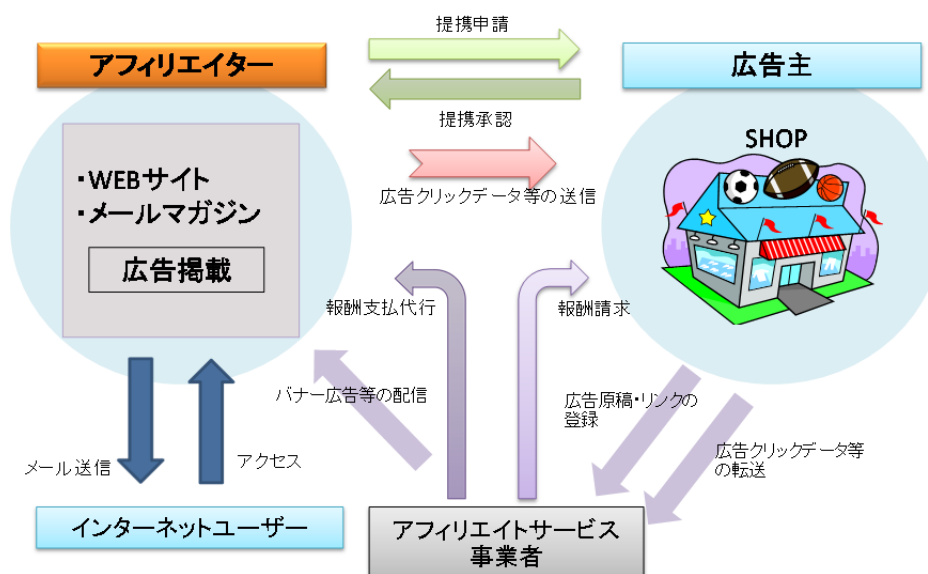 提携申請
アフィリエイター
広告主
提携承認
SHOP
・WEBサイト
・メールマガジン
広告クリックデータ等の送信
広告掲載
報酬支払代行
報酬請求
バナー広告等の配信
広告原稿・リンクの
登録
広告クリックデータ等
の転送
メール送信
アクセス
インターネットユーザー
アフィリエイトサービス
事業者